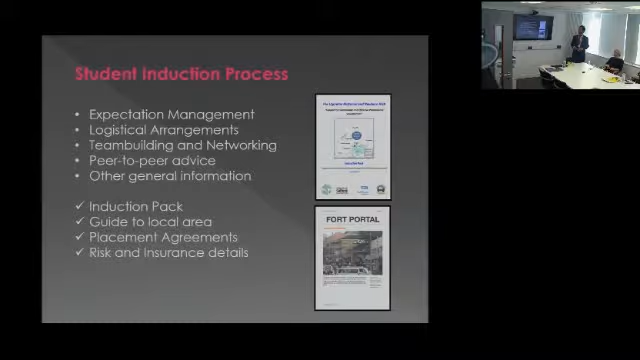 Student Induction Process
• Expectation Management
• Logistical Arrangements
• Teambuilding and Networking
• Peer-to-peer advice
• Other general information
✓ Induction Pack
✓ Guide to local area
✓ Placement Agreements
✓ Risk and Insurance details
FORT PORTAL